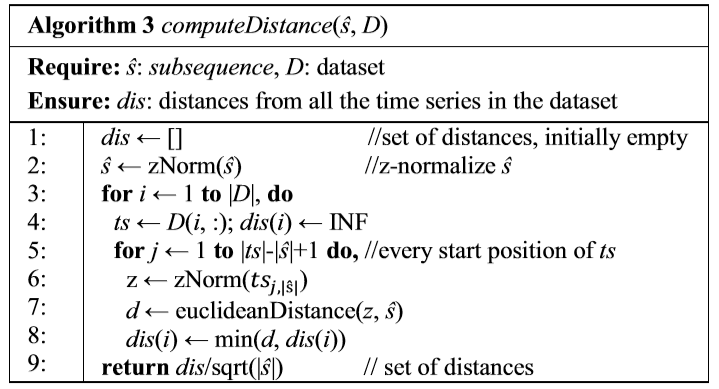 Algorithm 3 computeDistance(ŝ, D)
Require: ŝ: subsequence, D: dataset
Ensure: dis: distances from all the time series in the dataset
1: dis ← [] //set of distances, initially empty
2: ŝ ← zNorm(ŝ) //z-normalize ŝ
3: for i ← 1 to |D|, do
4: ts ← D(i, :); dis(i) ← INF
5: for j ← 1 to |ts|-|ŝ|+1 do, //every start position of ts
6: z ← zNorm(ts_{j,|ŝ|})
7: d ← euclideanDistance(z, ŝ)
8: dis(i) ← min(d, dis(i))
9: return dis/sqrt(|ŝ|) // set of distances